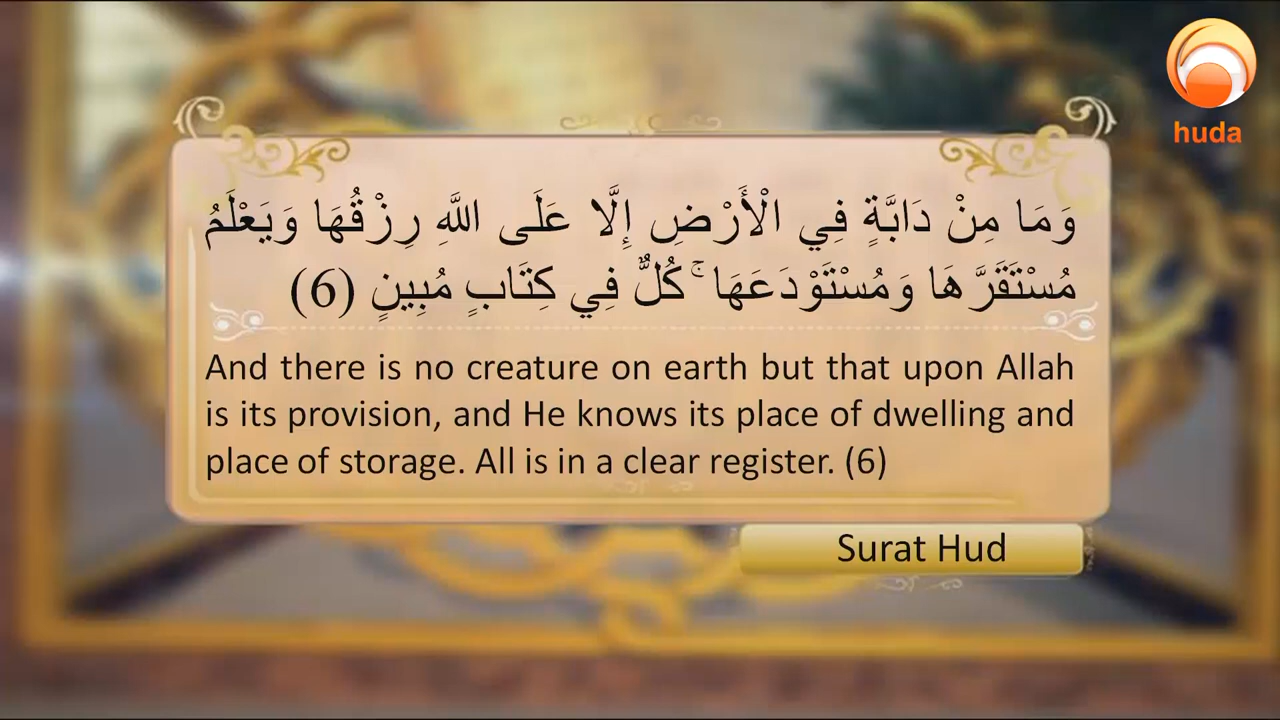 huda
وَمَا مِنْ دَابَّةٍ فِي الْأَرْضِ إِلَّا عَلَى اللَّهِ رِزْقُهَا وَيَعْلَمُ
مُسْتَقَرَّهَا وَمُسْتَوْدَعَهَا ۚ كُلٌّ فِي كِتَابٍ مُبِينٍ (6)
And there is no creature on earth but that upon Allah
is its provision, and He knows its place of dwelling and
place of storage. All is in a clear register. (6)
Surat Hud